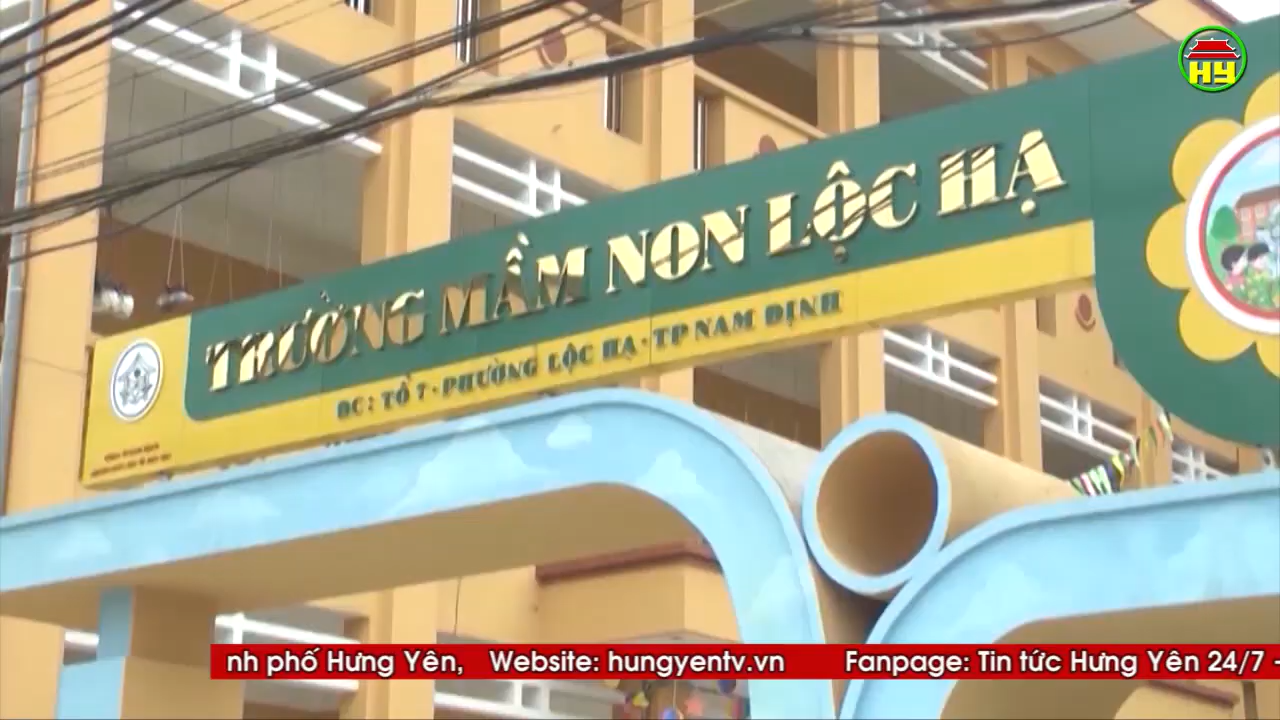 HY
TRƯỜNG MẦM NON LỘC HẠ
ĐC: TỔ 7 - PHƯỜNG LỘC HẠ - TP NAM ĐỊNH
nh phố Hưng Yên, Website: hungyentv.vn Fanpage: Tin tức Hưng Yên 24/7 -